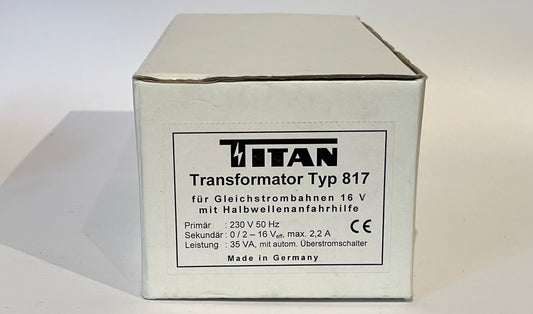 TITAN
Transformator Typ 817
für Gleichstrombahnen 16 V
mit Halbwellenanfahrhilfe
Primär : 230 V 50 Hz
Sekundär : 0 / 2 – 16 Veff, max. 2,2 A
Leistung : 35 VA, mit autom. Überstromschalter
CE
Made in Germany